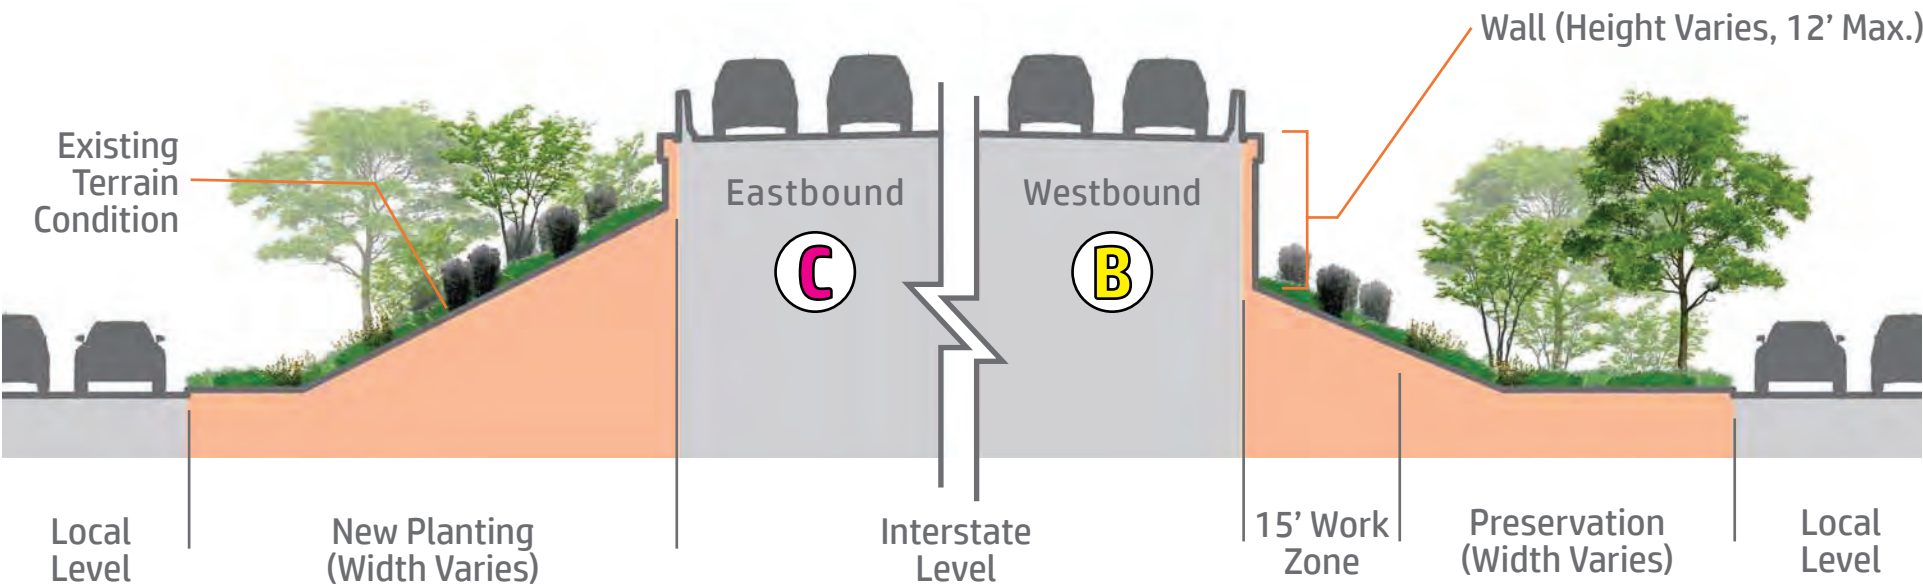 Wall (Height Varies, 12’ Max.)
Existing
Terrain
Condition
Eastbound
C
Westbound
B
Local
Level
New Planting
(Width Varies)
Interstate
Level
15’ Work
Zone
Preservation
(Width Varies)
Local
Level